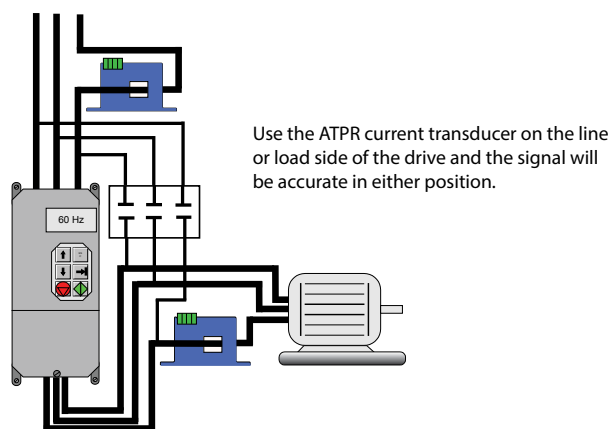 Use the ATPR current transducer on the line
or load side of the drive and the signal will
be accurate in either position.
60 Hz